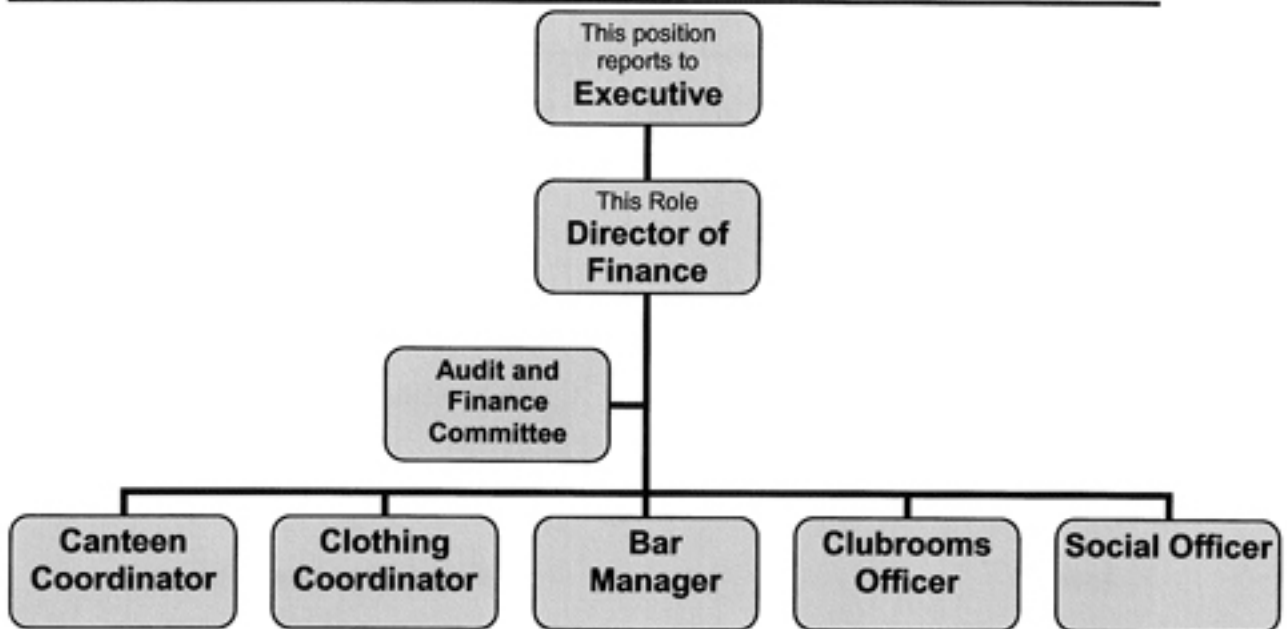 This position
reports to
Executive
This Role
Director of
Finance
Audit and
Finance
Committee
Canteen
Coordinator
Clothing
Coordinator
Bar
Manager
Clubrooms
Officer
Social Officer